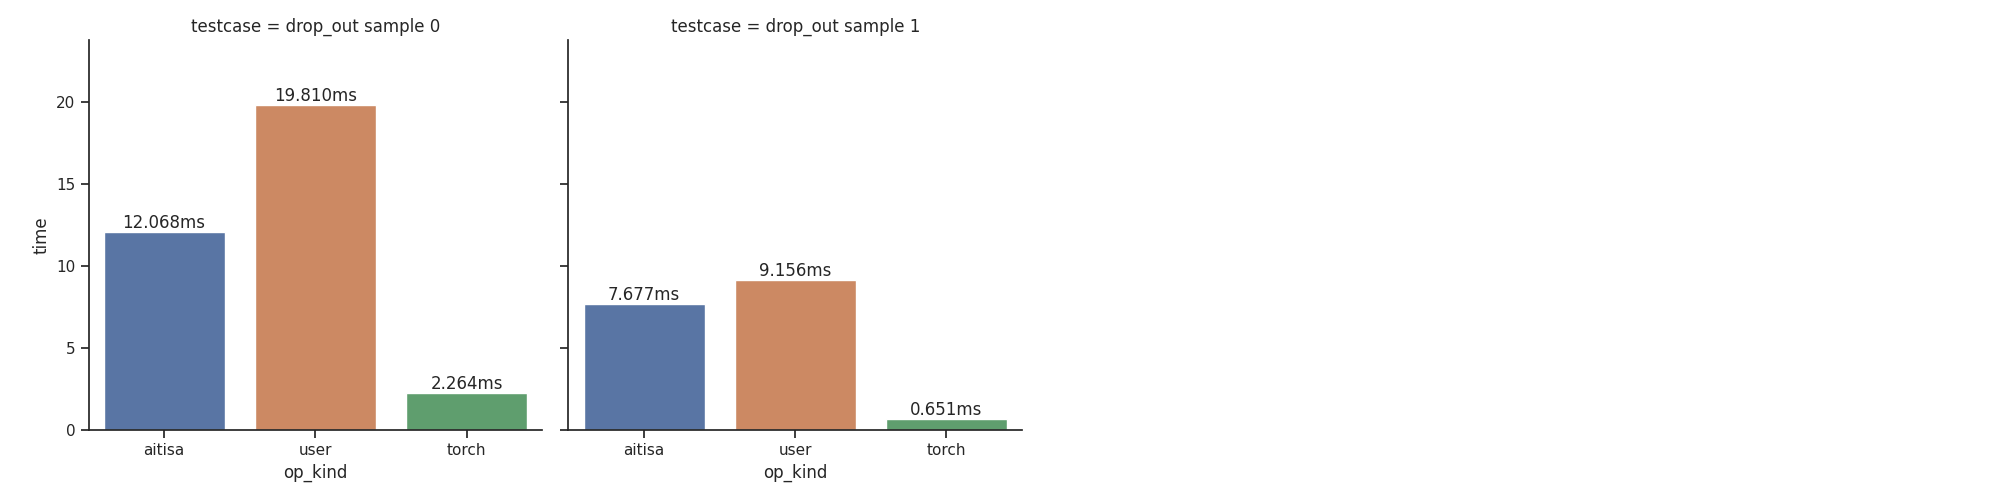 testcase = drop_out sample 0
time
20
15
10
5
0
12.068ms
19.810ms
2.264ms
aitisa
user
torch
op_kind
testcase = drop_out sample 1
7.677ms
9.156ms
0.651ms
aitisa
user
torch
op_kind